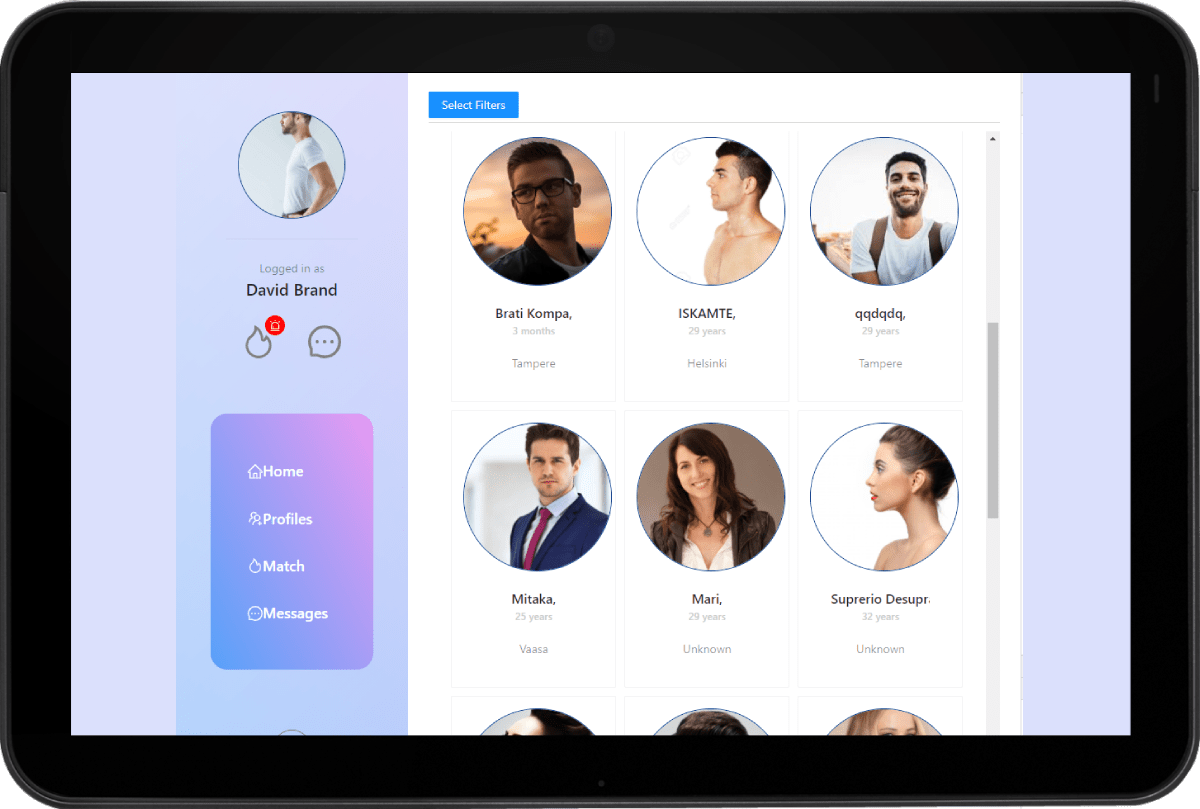 Select Filters
Logged in as
David Brand
Home
Profiles
Match
Messages
Brati Kompa,
3 months
Tampere
ISKAMTE,
29 years
Helsinki
qqdqdq,
29 years
Tampere
Mitaka,
25 years
Vaasa
Mari,
29 years
Unknown
Suprerio Desupr
32 years
Unknown